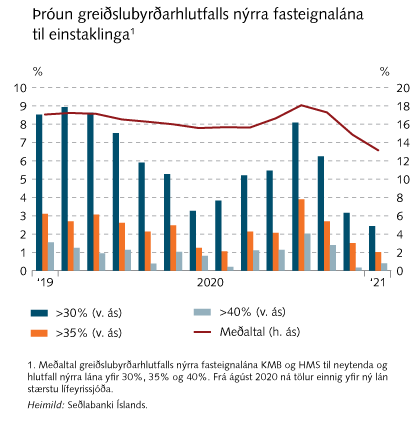 Þróun greiðslubyrðarhlutfalls nýrra fasteignalána
til einstaklinga¹
% %
10 20
9 18
8 16
7 14
6 12
5 10
4 8
3 6
2 4
1 2
0 0
'19 2020 '21
>30% (v. ás) >40% (v. ás)
>35% (v. ás) Meðaltal (h. ás)
1. Meðaltal greiðslubyrðarhlutfalls nýrra fasteignalána KMB og HMS til neytenda og
hlutfall nýrra lána yfir 30%, 35% og 40%. Frá ágúst 2020 ná tölur einnig yfir ný lán
stærstu lífeyrissjóða.
Heimild: Seðlabanki Íslands.